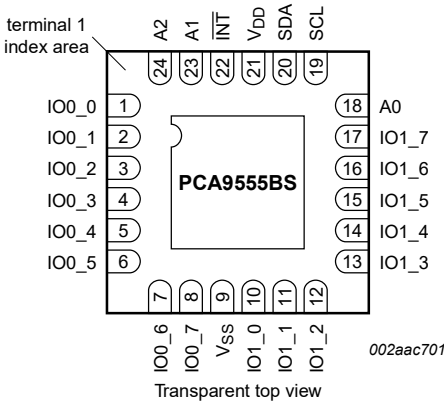 terminal 1
index area
A2
A1
INT
VDD
SDA
SCL
24
23
22
21
20
19
IO0_0 1
IO0_1 2
IO0_2 3
IO0_3 4
IO0_4 5
IO0_5 6
PCA9555BS
18 A0
17 IO1_7
16 IO1_6
15 IO1_5
14 IO1_4
13 IO1_3
7
8
9
10
11
12
IO0_6
IO0_7
VSS
IO1_0
IO1_1
IO1_2
002aac701
Transparent top view